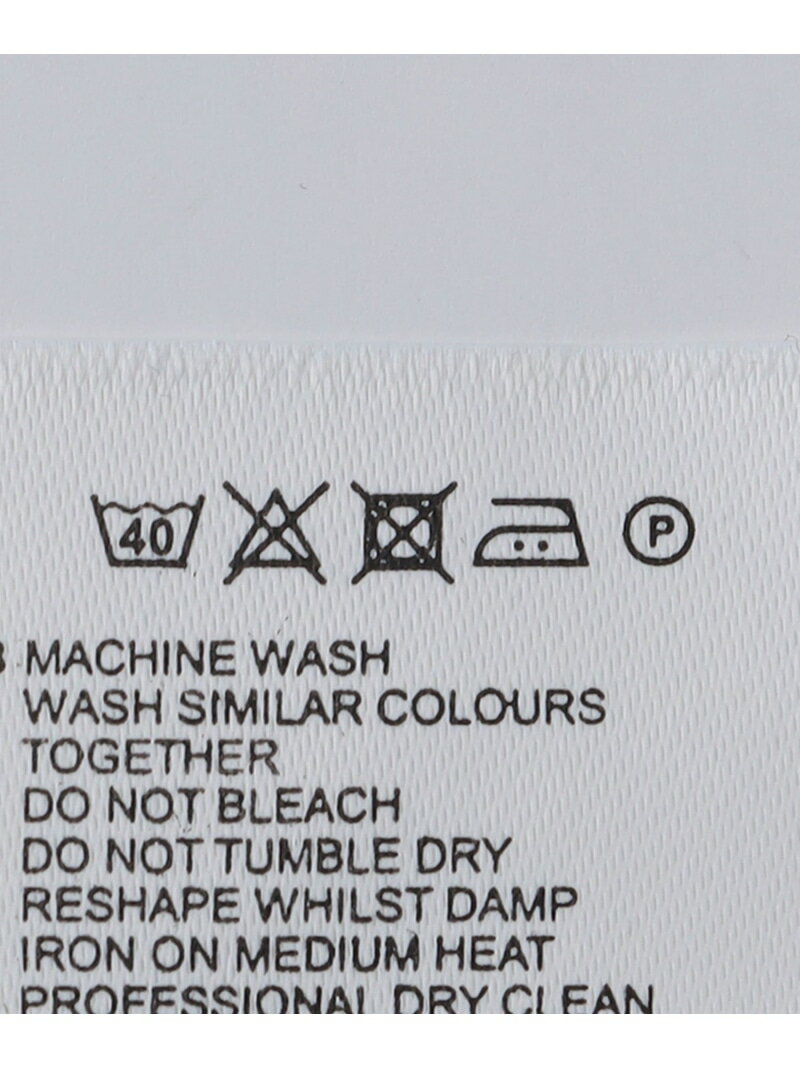 40 P
MACHINE WASH
WASH SIMILAR COLOURS
TOGETHER
DO NOT BLEACH
DO NOT TUMBLE DRY
RESHAPE WHILST DAMP
IRON ON MEDIUM HEAT
PROFESSIONAL DRY CLEAN